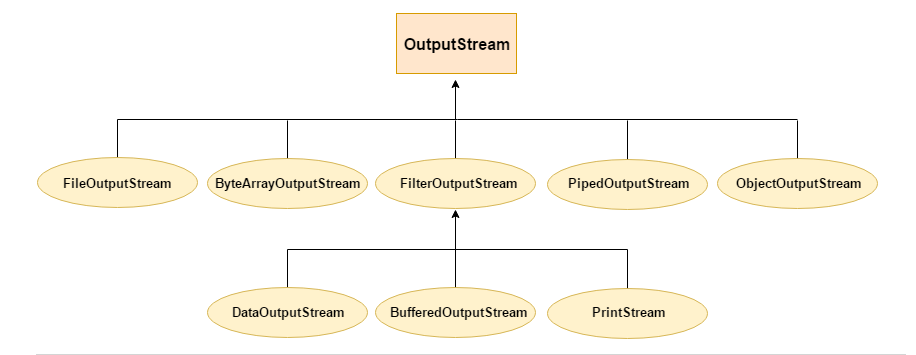 OutputStream
FileOutputStream
ByteArrayOutputStream
FilterOutputStream
PipedOutputStream
ObjectOutputStream
DataOutputStream
BufferedOutputStream
PrintStream